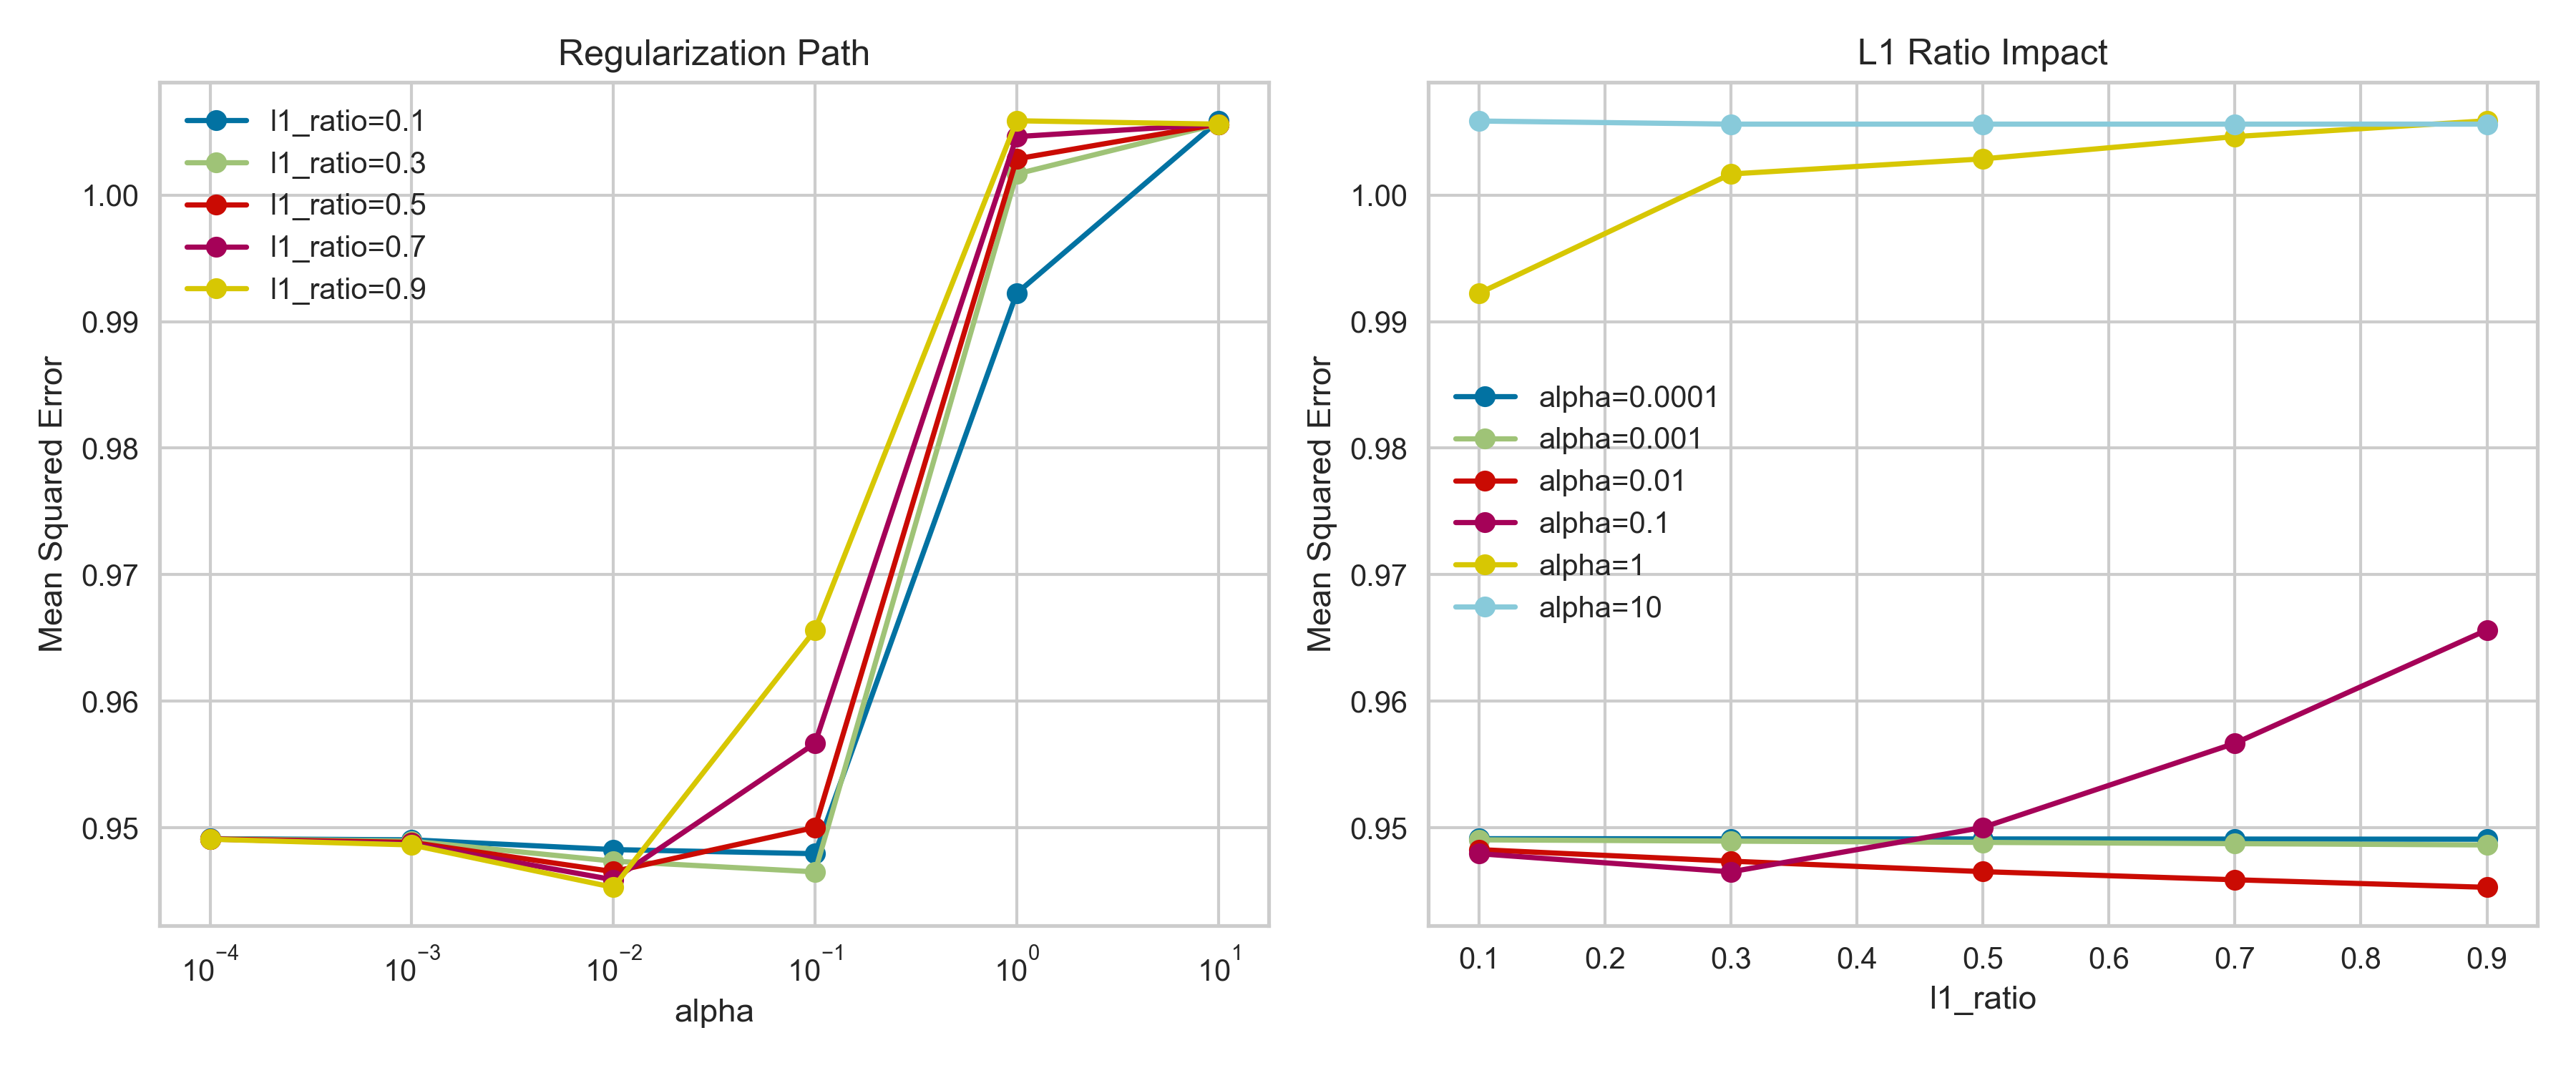 Regularization Path
l1_ratio=0.1
l1_ratio=0.3
l1_ratio=0.5
l1_ratio=0.7
l1_ratio=0.9
1.00
0.99
0.98
0.97
0.96
0.95
Mean Squared Error
10⁻⁴ 10⁻³ 10⁻² 10⁻¹ 10⁰ 10¹
alpha
L1 Ratio Impact
1.00
0.99
0.98
0.97
0.96
0.95
Mean Squared Error
alpha=0.0001
alpha=0.001
alpha=0.01
alpha=0.1
alpha=1
alpha=10
0.1 0.2 0.3 0.4 0.5 0.6 0.7 0.8 0.9
l1_ratio